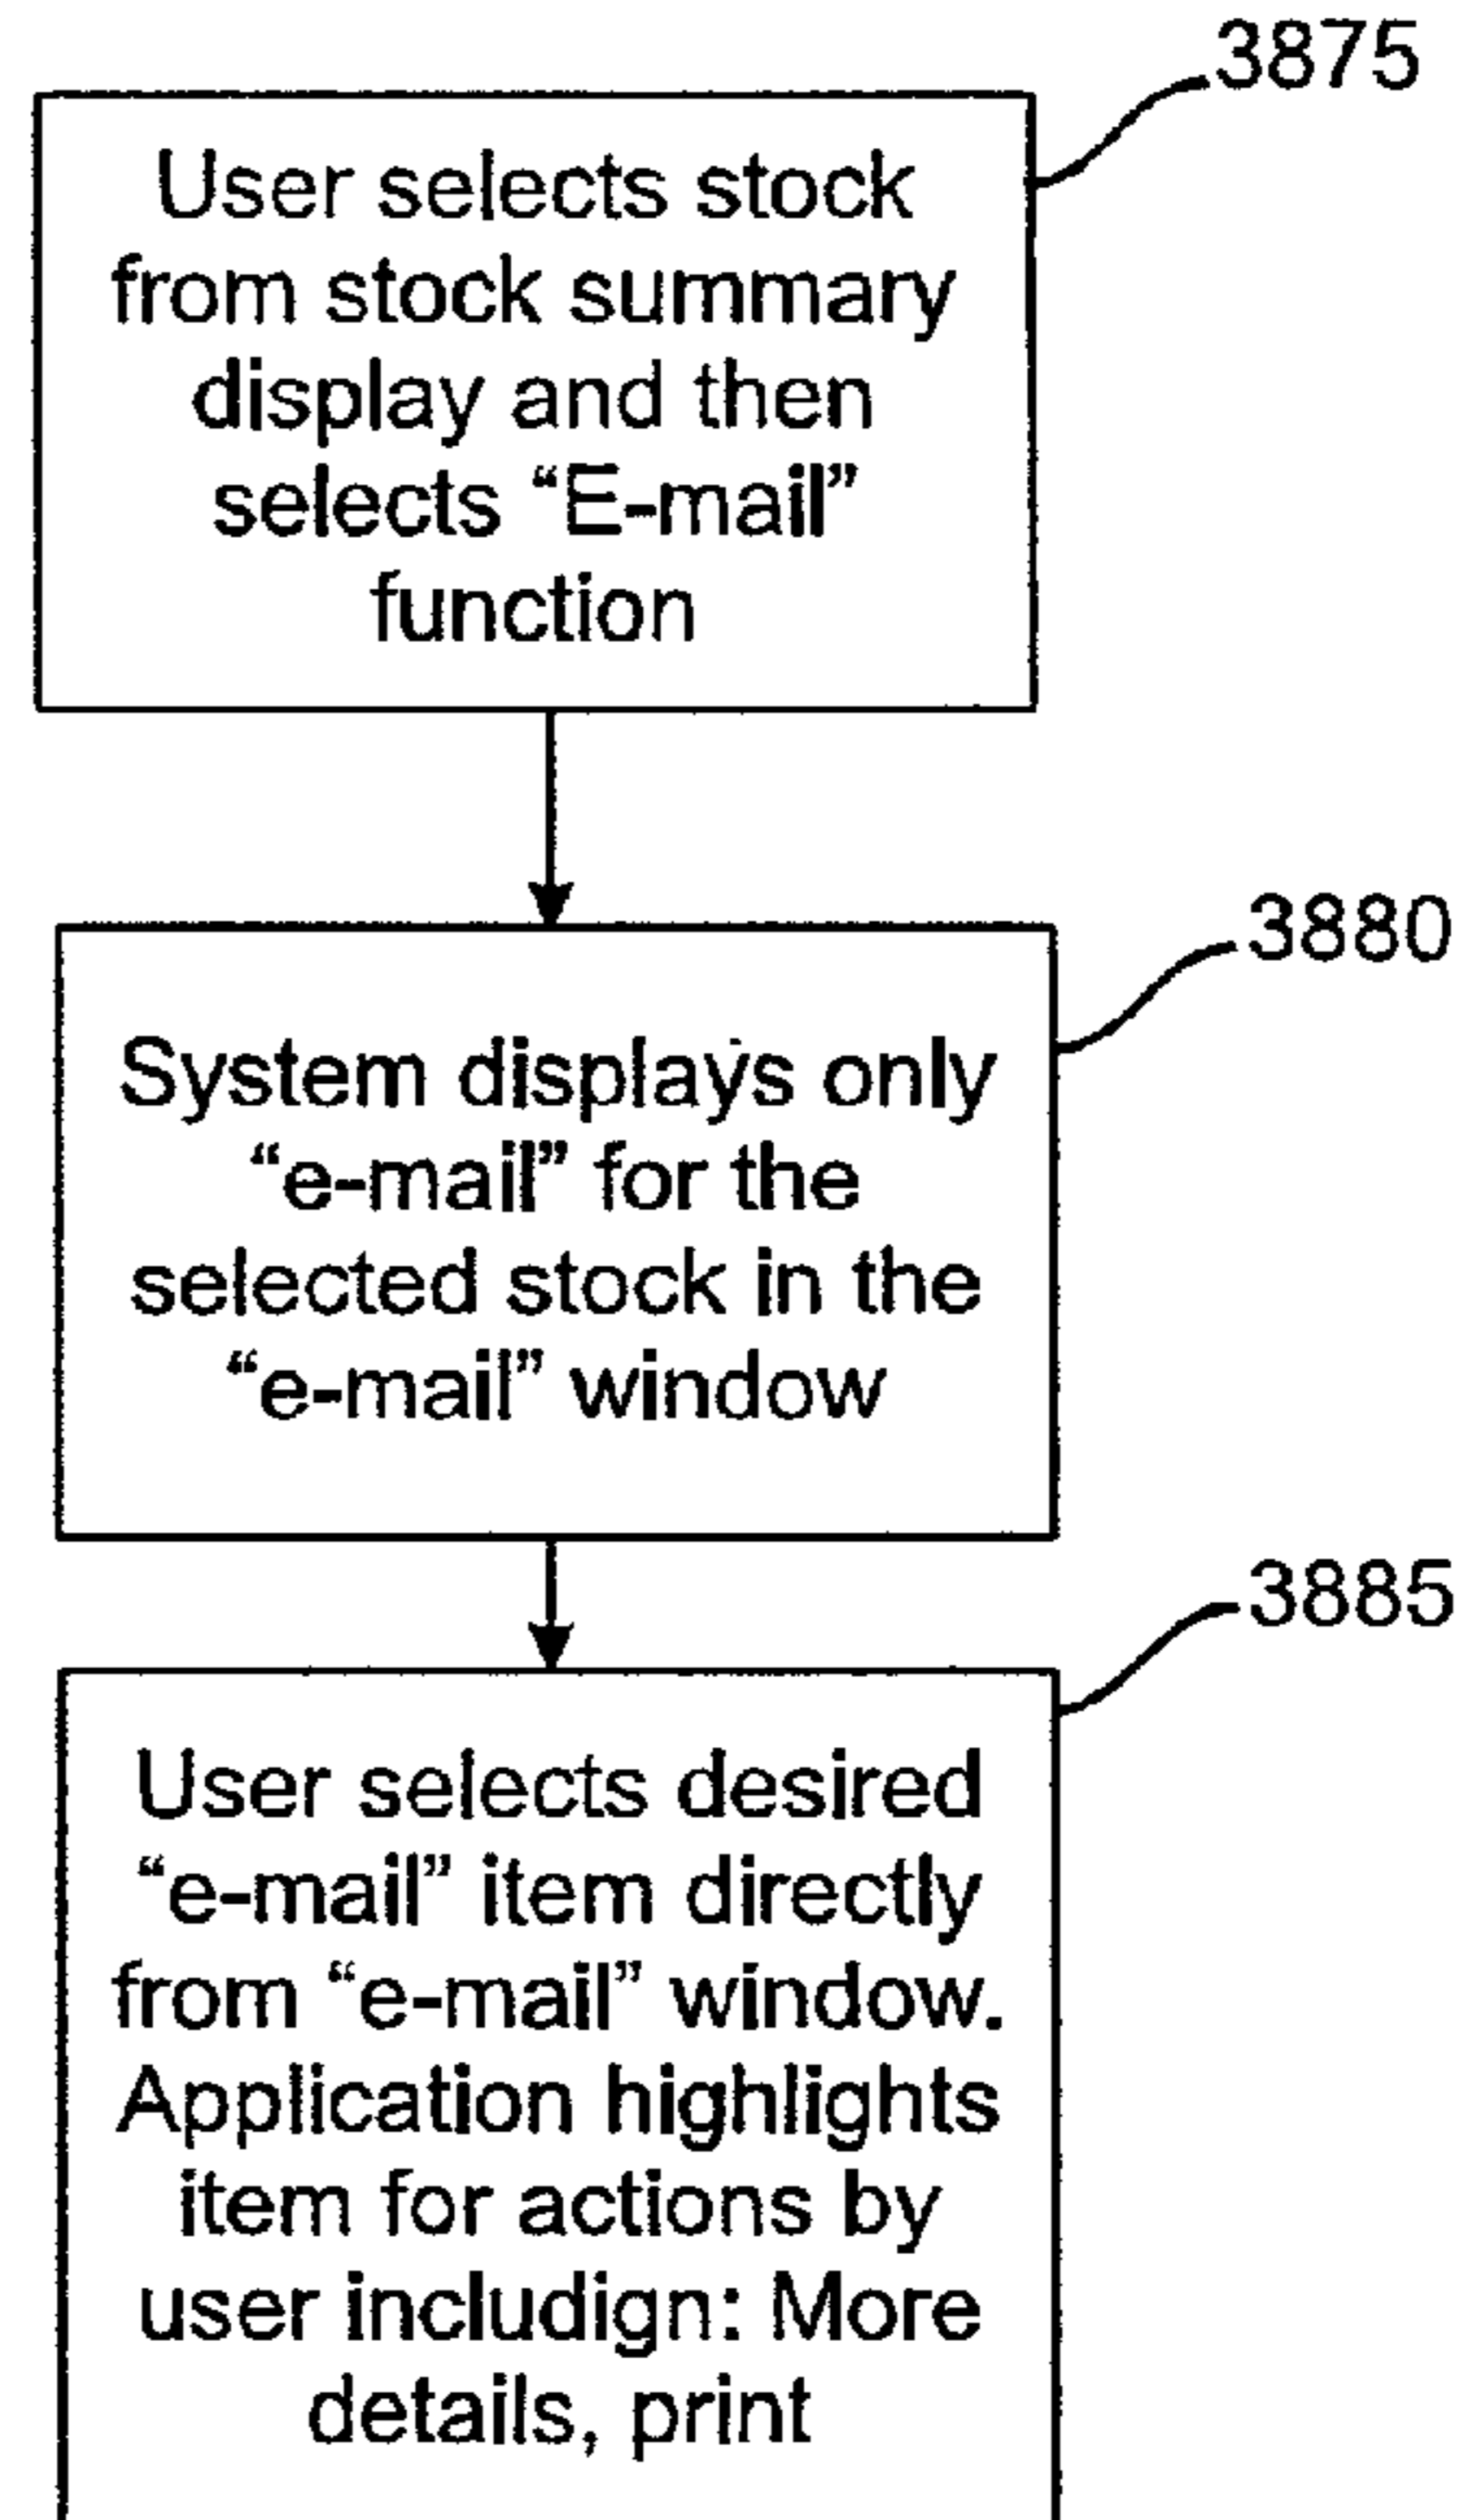 3875
User selects stock
from stock summary
display and then
selects “E-mail”
function
3880
System displays only
“e-mail” for the
selected stock in the
“e-mail” window
3885
User selects desired
“e-mail” item directly
from “e-mail” window.
Application highlights
item for actions by
user includign: More
details, print